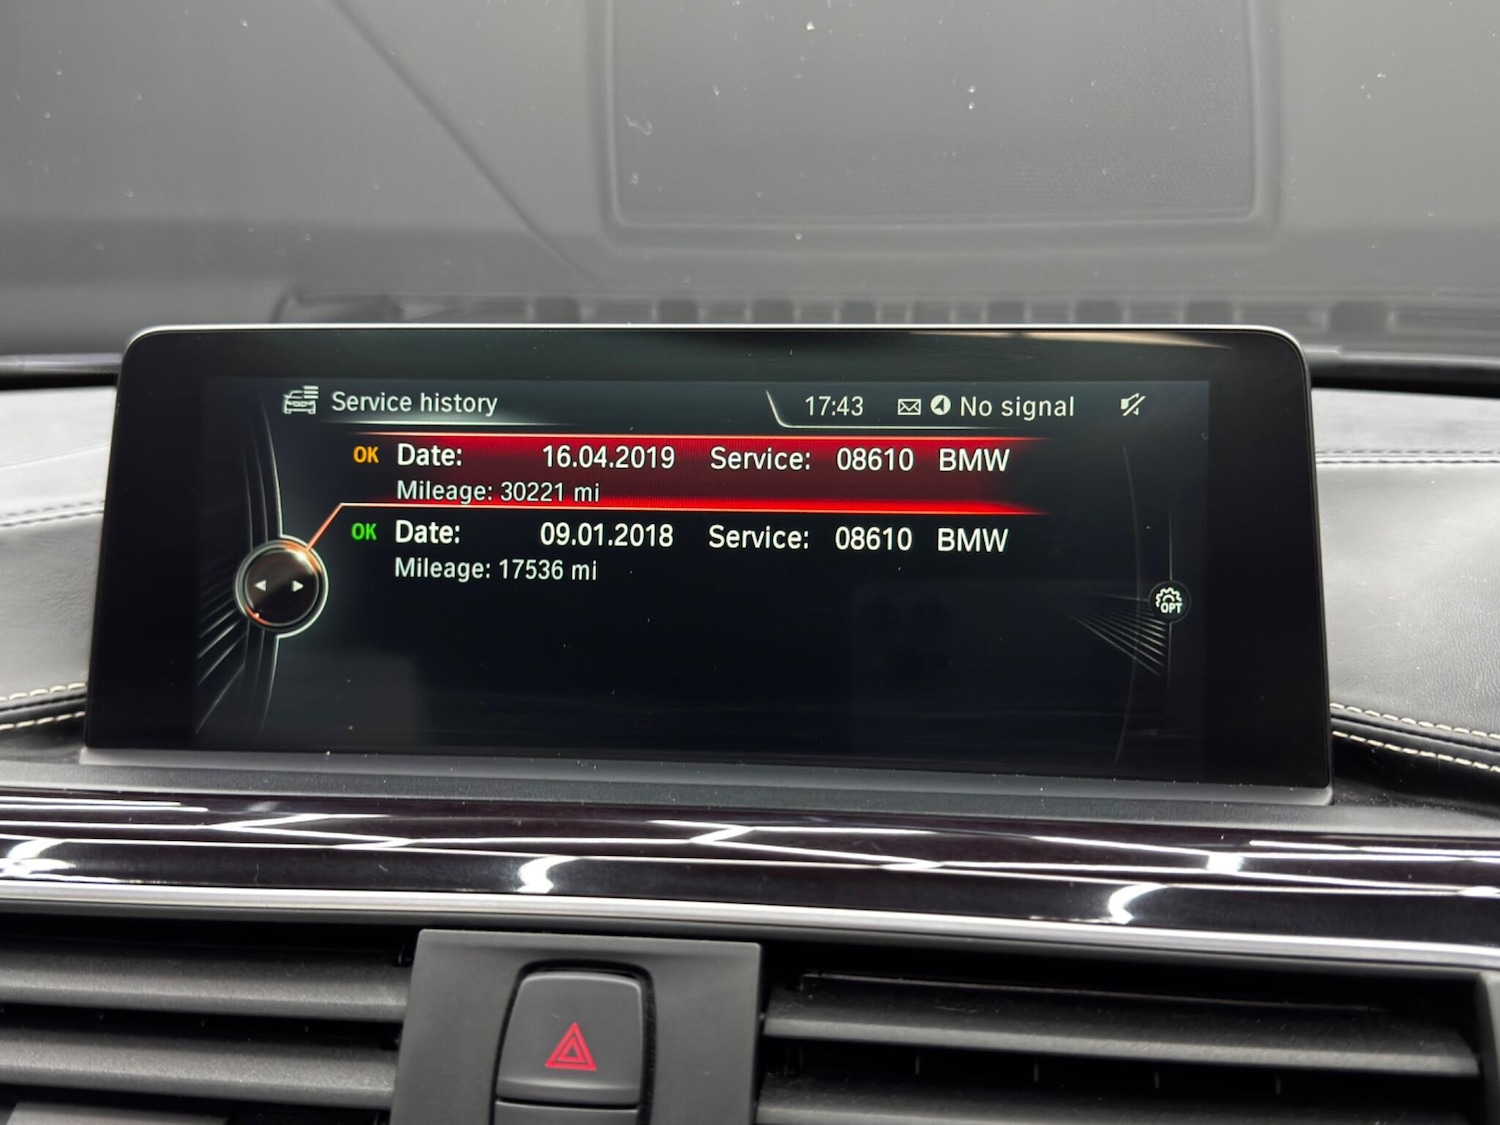 Service history 17:43 No signal
OK Date: 16.04.2019 Service: 08610 BMW
Mileage: 30221 mi
OK Date: 09.01.2018 Service: 08610 BMW
Mileage: 17536 mi
OPT